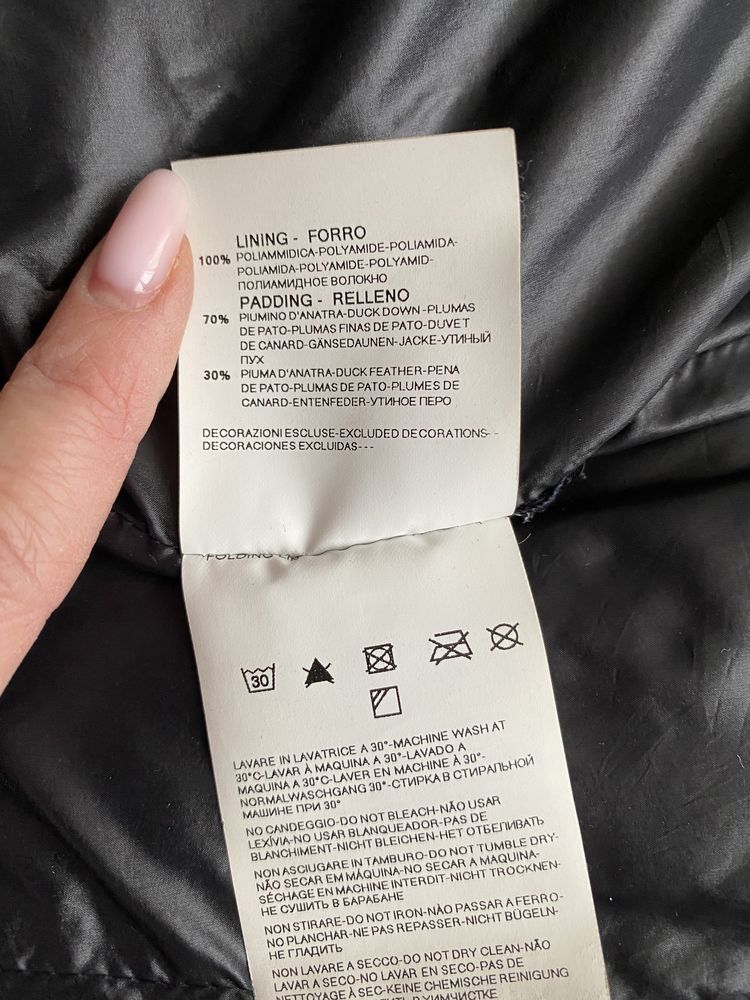 LINING - FORRO
100% POLIAMMIDICA-POLYAMIDE-POLIAMIDA-
POLIAMIDA-POLYAMIDE-POLYAMID-
ПОЛИАМИДНОЕ ВОЛОКНО
PADDING - RELLENO
70% PIUMINO D'ANATRA-DUCK DOWN-PLUMAS
DE PATO-PLUMAS FINAS DE PATO-DUVET
DE CANARD-GÄNSEDAUNEN-JACKE-УТИНЫЙ
ПУХ
30% PIUMA D'ANATRA-DUCK FEATHER-PENA
DE PATO-PLUMAS DE PATO-PLUMES DE
CANARD-ENTENFEDER-УТИНОЕ ПЕРО
DECORAZIONI ESCLUSE-EXCLUDED DECORATIONS--
DECORACIONES EXCLUIDAS---
FOLDING
30
LAVARE IN LAVATRICE A 30°-MACHINE WASH AT
30°C-LAVAR À MAQUINA A 30°-LAVADO A
MAQUINA A 30°C-LAVER EN MACHINE À 30°-
NORMALWASCHGANG 30°-СТИРКА В СТИРАЛЬНОЙ
МАШИНЕ ПРИ 30°
NO CANDEGGIO-DO NOT BLEACH-NÃO USAR
LEXÍVIA-NO USAR BLANQUEADOR-PAS DE
BLANCHIMENT-NICHT BLEICHEN-НЕТ ОТБЕЛИВАТЬ
NON ASCIUGARE IN TAMBURO-DO NOT TUMBLE DRY-
NÃO SECAR EM MÁQUINA-NO SECAR A MAQUINA-
SÉCHAGE EN MACHINE INTERDIT-NICHT TROCKNEN-
НЕ СУШИТЬ В БАРАБАНЕ
NON STIRARE-DO NOT IRON-NÃO PASSAR A FERRO-
NO PLANCHAR-NE PAS REPASSER-NICHT BÜGELN-
НЕ ГЛАДИТЬ
NON LAVARE A SECCO-DO NOT DRY CLEAN-NÃO
LAVAR A SECO-NO LAVAR EN SECO-PAS DE
NETTOYAGE À SEC-KEINE CHEMISCHE REINIGUNG